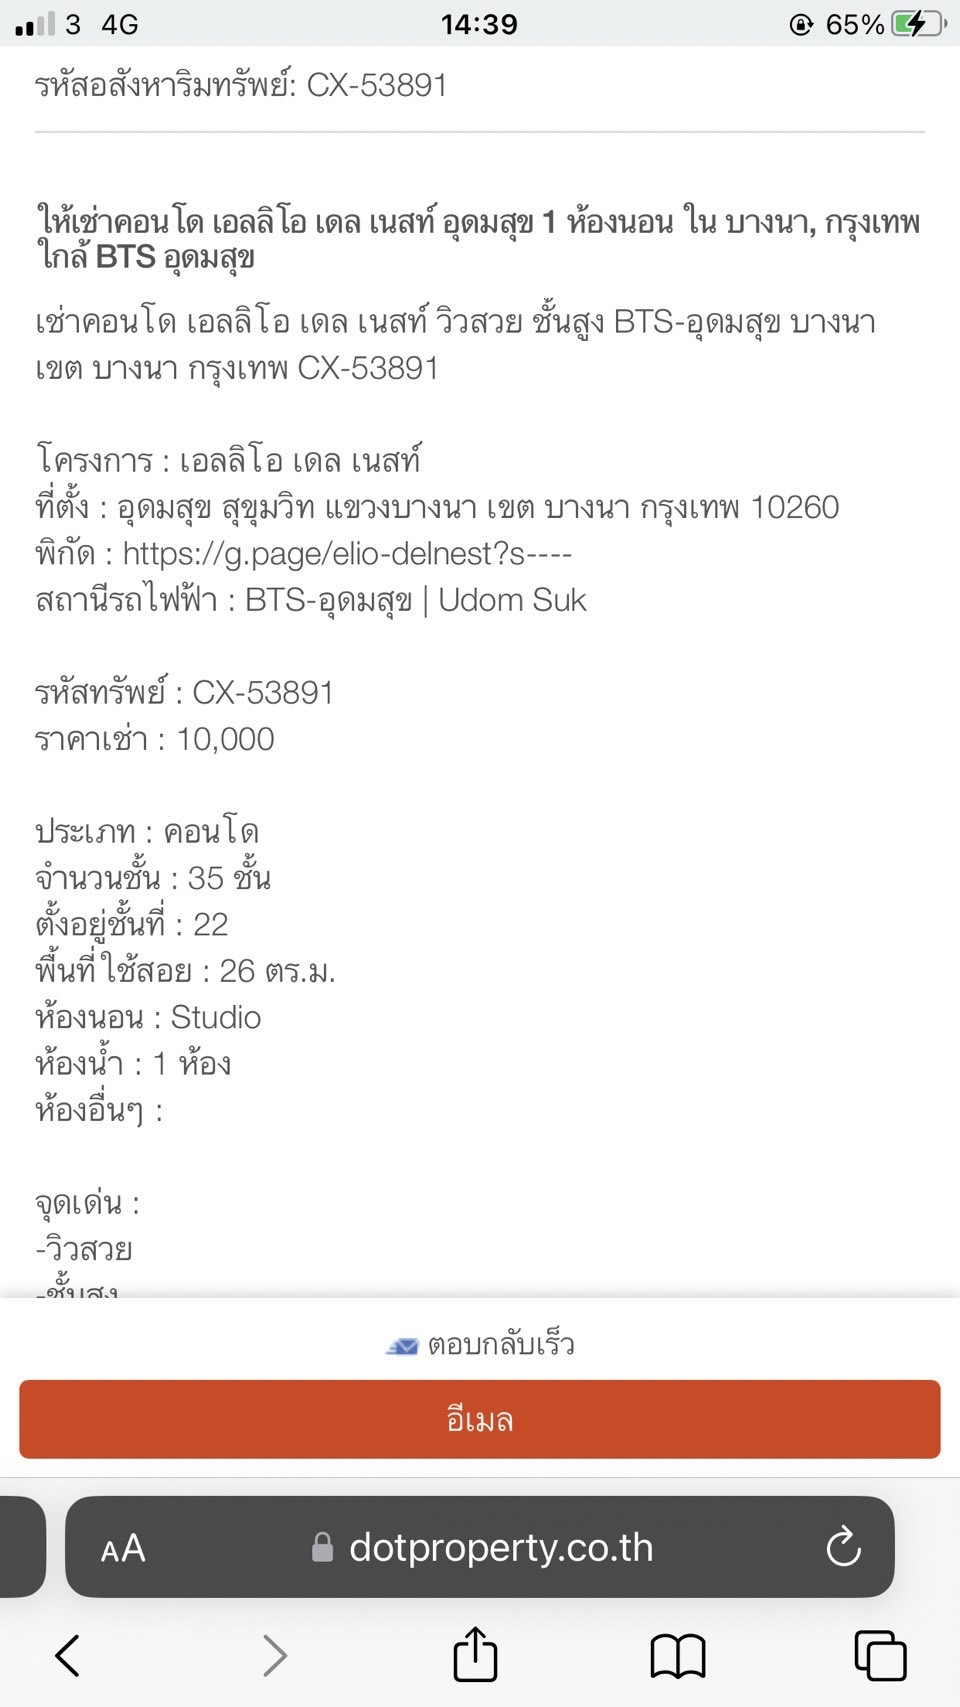 3 4G 14:39 65%
รหัสอสังหาริมทรัพย์: CX-53891
ให้เช่าคอนโด เอลลิโอ เดล เนสท์ อุดมสุข 1 ห้องนอน ใน บางนา, กรุงเทพ
ใกล้ BTS อุดมสุข
เช่าคอนโด เอลลิโอ เดล เนสท์ วิวสวย ชั้นสูง BTS-อุดมสุข บางนา
เขต บางนา กรุงเทพ CX-53891
โครงการ : เอลลิโอ เดล เนสท์
ที่ตั้ง : อุดมสุข สุขุมวิท แขวงบางนา เขต บางนา กรุงเทพ 10260
พิกัด : https://g.page/elio-delnest?s----
สถานีรถไฟฟ้า : BTS-อุดมสุข | Udom Suk
รหัสทรัพย์ : CX-53891
ราคาเช่า : 10,000
ประเภท : คอนโด
จำนวนชั้น : 35 ชั้น
ตั้งอยู่ชั้นที่ : 22
พื้นที่ใช้สอย : 26 ตร.ม.
ห้องนอน : Studio
ห้องน้ำ : 1 ห้อง
ห้องอื่นๆ :
จุดเด่น :
-วิวสวย
-ชั้นสูง
ตอบกลับเร็ว
อีเมล
AA dotproperty.co.th